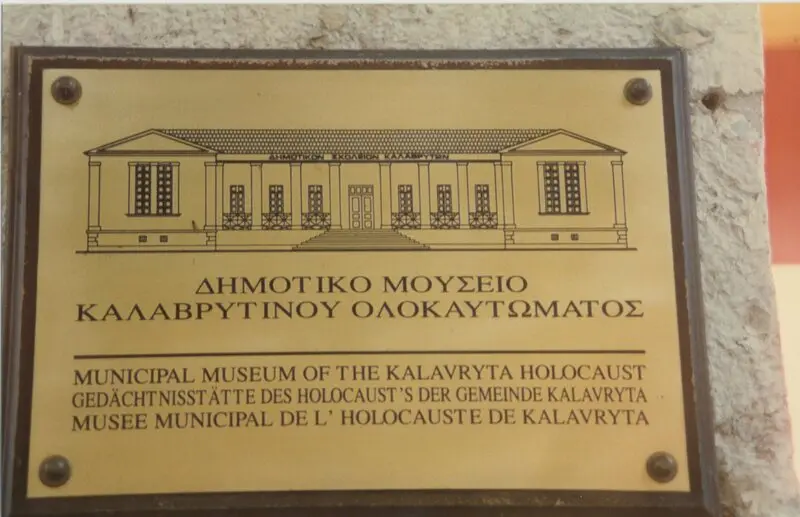 ΔΗΜΟΤΙΚΟΝ ΣΧΟΛΕΙΟΝ ΚΑΛΑΒΡΥΤΩΝ
ΔΗΜΟΤΙΚΟ ΜΟΥΣΕΙΟ
ΚΑΛΑΒΡΥΤΙΝΟΥ ΟΛΟΚΑΥΤΩΜΑΤΟΣ
MUNICIPAL MUSEUM OF THE KALAVRYTA HOLOCAUST
GEDÄCHTNISSTÄTTE DES HOLOCAUST'S DER GEMEINDE KALAVRYTA
MUSEE MUNICIPAL DE L' HOLOCAUSTE DE KALAVRYTA